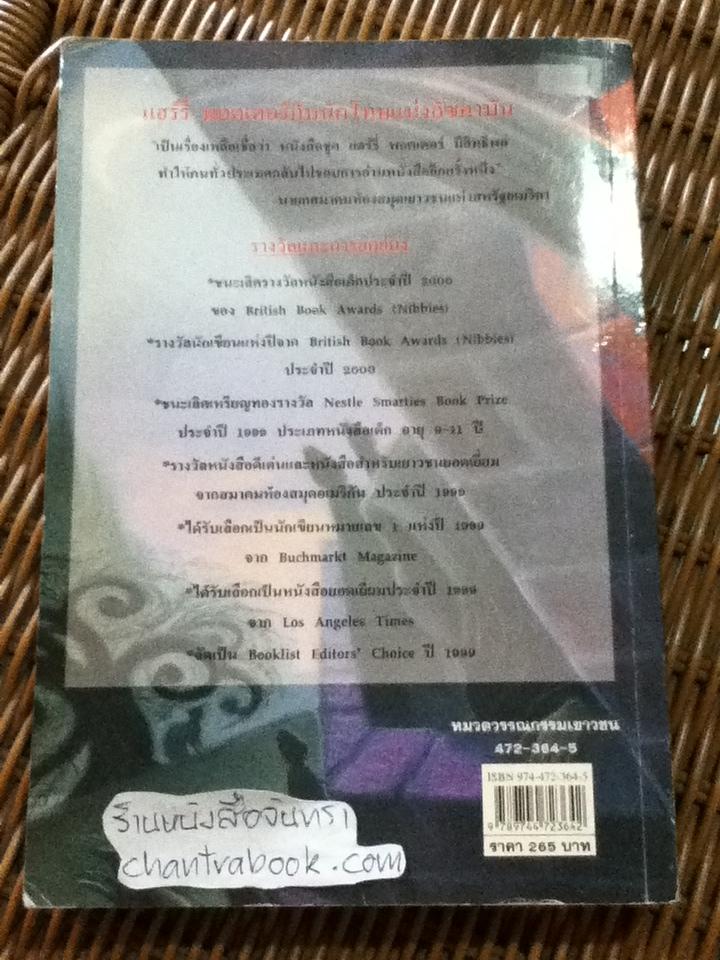 แฮร์รี่ พอตเตอร์กับนักโทษแห่งอัซคาบัน
"เป็นเรื่องเหลือเชื่อว่า หนังสือชุด แฮร์รี่ พอตเตอร์ มีอิทธิพล
ทำให้คนทั่วประเทศกลับไปชอบการอ่านหนังสืออีกครั้งหนึ่ง"
นายกสมาคมห้องสมุดเยาวชนแห่งสหรัฐอเมริกา
รางวัลและการยกย่อง
*ชนะเลิศรางวัลหนังสือเด็กประจำปี 2000
ของ British Book Awards (Nibbies)
*รางวัลนักเขียนแห่งปีจาก British Book Awards (Nibbies)
ประจำปี 2000
*ชนะเลิศเหรียญทองรางวัล Nestle Smarties Book Prize
ประจำปี 1999 ประเภทหนังสือเด็ก อายุ 9-11 ปี
*รางวัลหนังสือดีเด่นและหนังสือสำหรับเยาวชนยอดเยี่ยม
จากสมาคมห้องสมุดอเมริกัน ประจำปี 1999
*ได้รับเลือกเป็นนักเขียนหมายเลข 1 แห่งปี 1999
จาก Buchmarkt Magazine
*ได้รับเลือกเป็นหนังสือยอดเยี่ยมประจำปี 1999
จาก Los Angeles Times
*จัดเป็น Booklist Editors' Choice ปี 1999
หมวดวรรณกรรมเยาวชน
472-364-5
ISBN 974-472-364-5
9 789744 723642
ราคา 265 บาท
ร้านหนังสือจันทรา
chantrabook.com